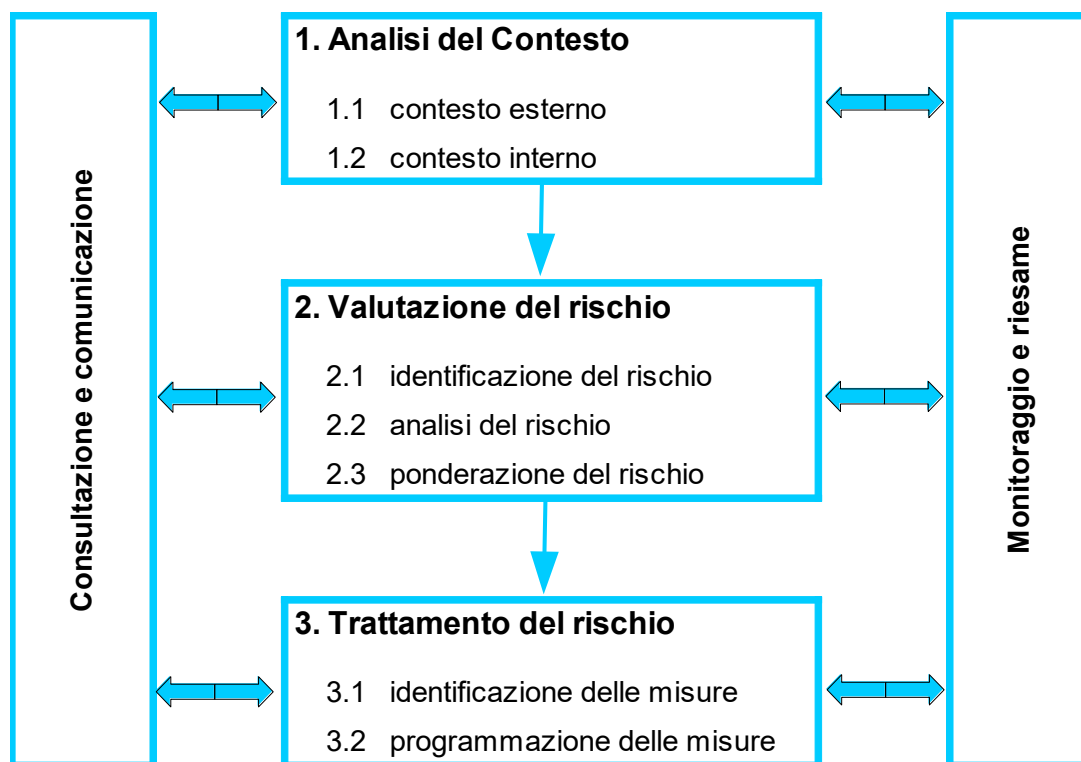 Consultazione e comunicazione
1. Analisi del Contesto
1.1 contesto esterno
1.2 contesto interno
2. Valutazione del rischio
2.1 identificazione del rischio
2.2 analisi del rischio
2.3 ponderazione del rischio
3. Trattamento del rischio
3.1 identificazione delle misure
3.2 programmazione delle misure
Monitoraggio e riesame